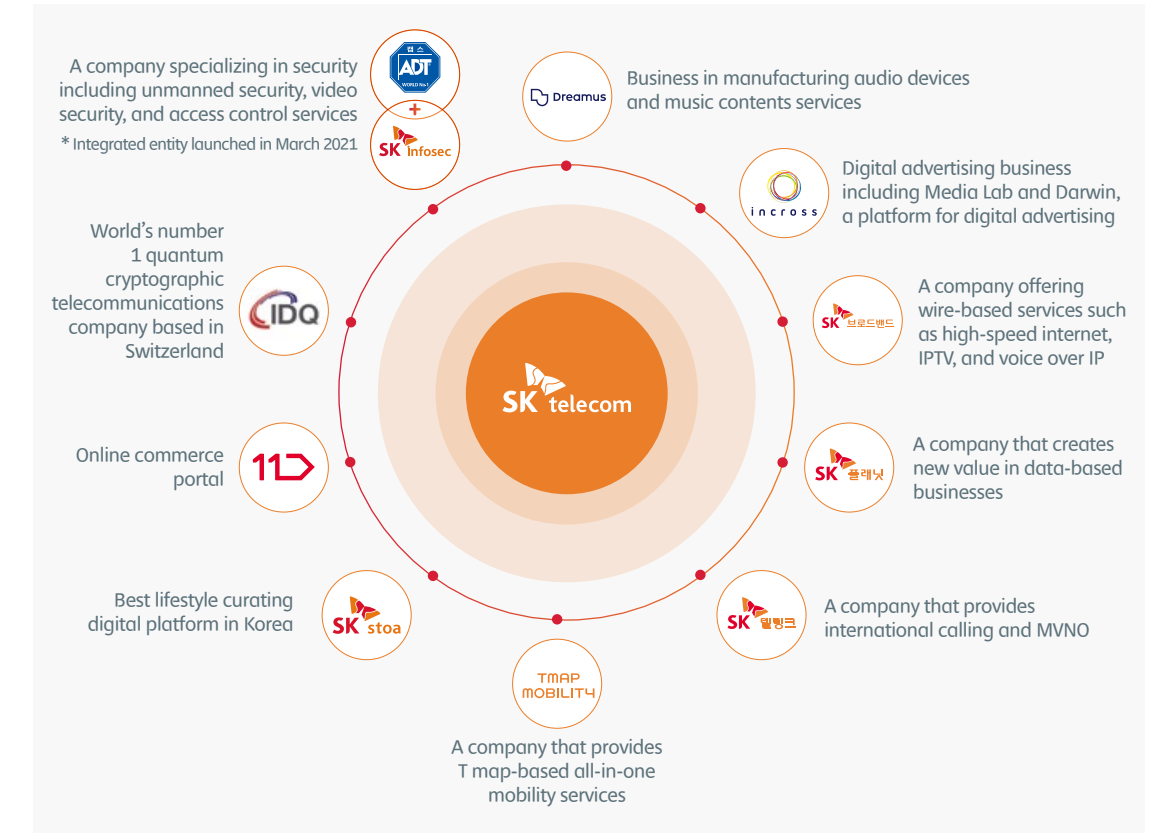 A company specializing in security
including unmanned security, video
security, and access control services
* Integrated entity launched in March 2021
캡스
ADT
WORLD No.1
+
SK infosec
Dreamus
Business in manufacturing audio devices
and music contents services
incross
Digital advertising business
including Media Lab and Darwin,
a platform for digital advertising
World's number
1 quantum
cryptographic
telecommunications
company based in
Switzerland
IDQ
SK 브로드밴드
A company offering
wire-based services such
as high-speed internet,
IPTV, and voice over IP
SK telecom
Online commerce
portal
11
SK 플래닛
A company that creates
new value in data-based
businesses
Best lifestyle curating
digital platform in Korea
SK stoa
SK 텔링크
A company that provides
international calling and MVNO
TMAP
MOBILITY
A company that provides
T map-based all-in-one
mobility services